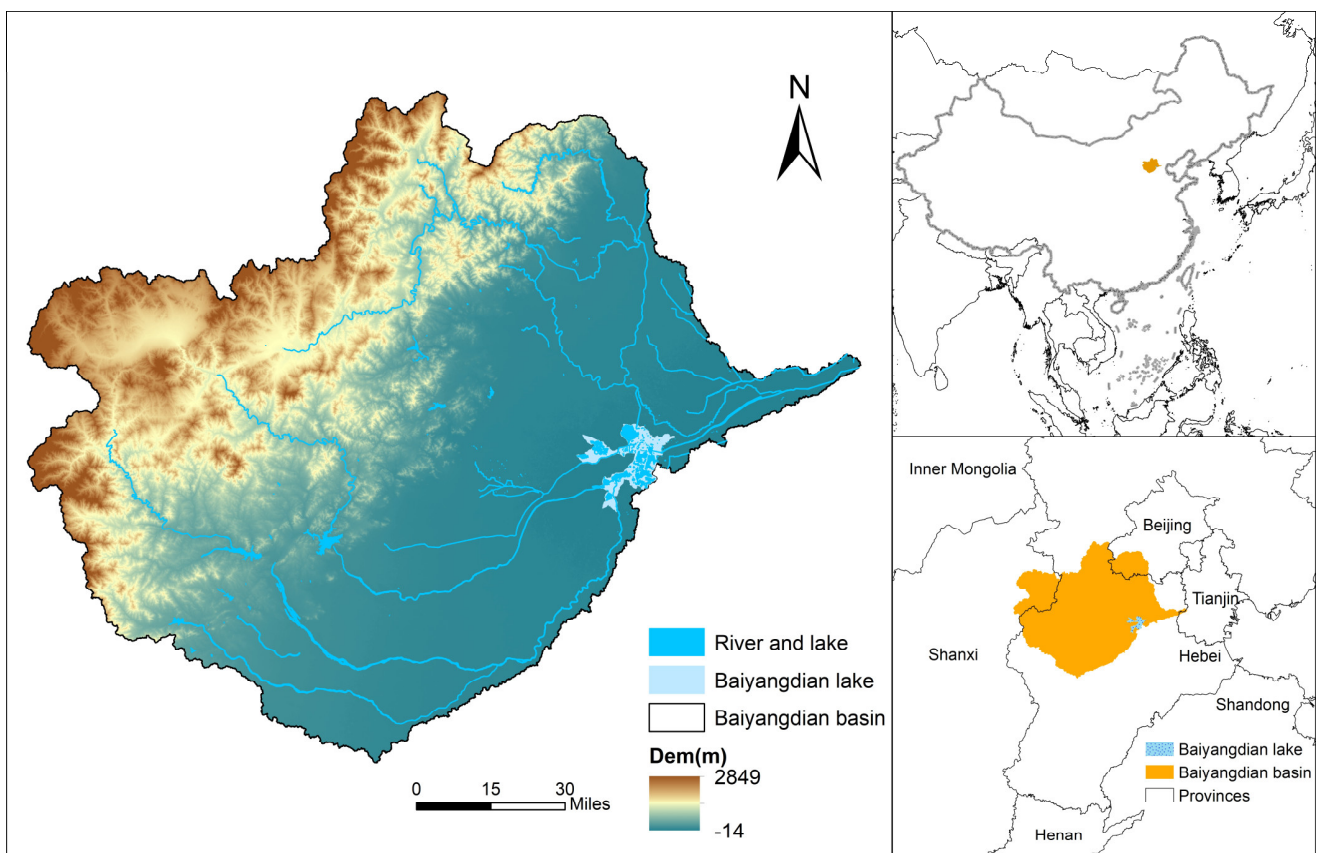 N
River and lake
Baiyangdian lake
Baiyangdian basin
Dem(m)
2849
-14
0 15 30
Miles
Inner Mongolia
Beijing
Tianjin
Shanxi
Hebei
Shandong
Baiyangdian lake
Baiyangdian basin
Provinces
Henan